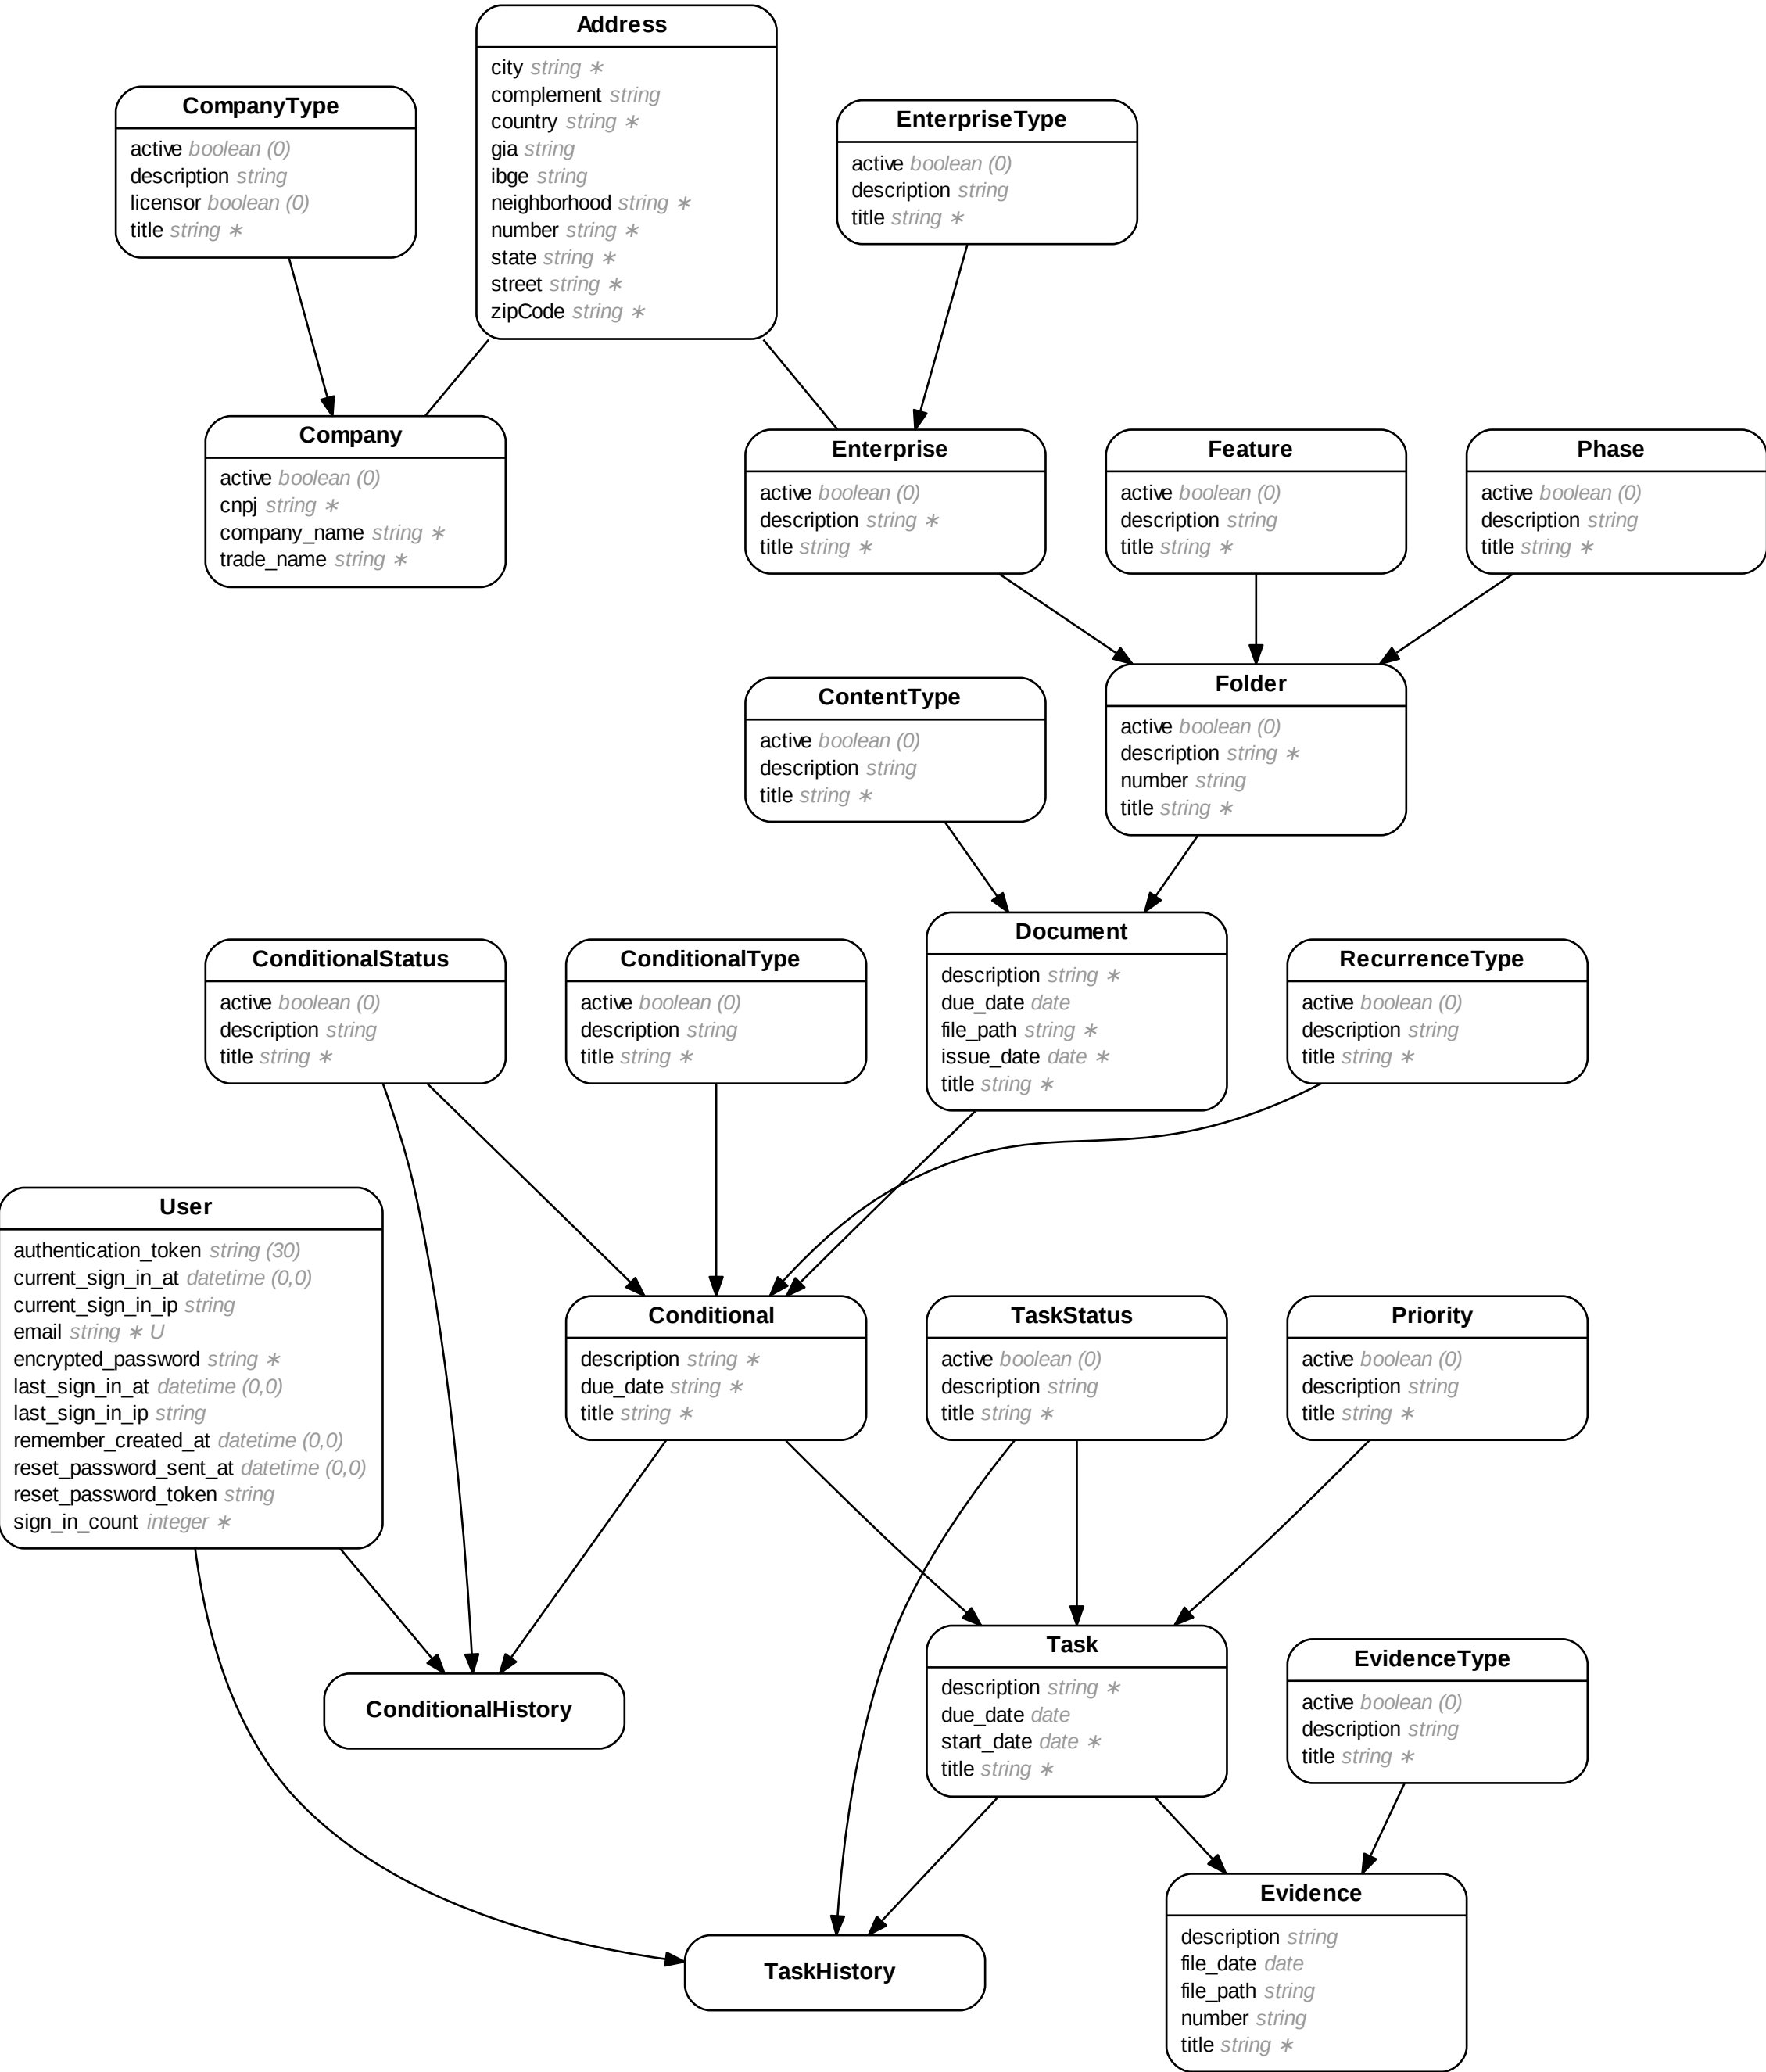 Address
city string ∗
complement string
country string ∗
gia string
ibge string
neighborhood string ∗
number string ∗
state string ∗
street string ∗
zipCode string ∗
CompanyType
active boolean (0)
description string
licensor boolean (0)
title string ∗
EnterpriseType
active boolean (0)
description string
title string ∗
Company
active boolean (0)
cnpj string ∗
company_name string ∗
trade_name string ∗
Enterprise
active boolean (0)
description string ∗
title string ∗
Feature
active boolean (0)
description string
title string ∗
Phase
active boolean (0)
description string
title string ∗
Folder
active boolean (0)
description string ∗
number string
title string ∗
ContentType
active boolean (0)
description string
title string ∗
Document
description string ∗
due_date date
file_path string ∗
issue_date date ∗
title string ∗
ConditionalStatus
active boolean (0)
description string
title string ∗
ConditionalType
active boolean (0)
description string
title string ∗
RecurrenceType
active boolean (0)
description string
title string ∗
User
authentication_token string (30)
current_sign_in_at datetime (0,0)
current_sign_in_ip string
email string ∗ U
encrypted_password string ∗
last_sign_in_at datetime (0,0)
last_sign_in_ip string
remember_created_at datetime (0,0)
reset_password_sent_at datetime (0,0)
reset_password_token string
sign_in_count integer ∗
Conditional
description string ∗
due_date string ∗
title string ∗
TaskStatus
active boolean (0)
description string
title string ∗
Priority
active boolean (0)
description string
title string ∗
Task
description string ∗
due_date date
start_date date ∗
title string ∗
EvidenceType
active boolean (0)
description string
title string ∗
ConditionalHistory
Evidence
description string
file_date date
file_path string
number string
title string ∗
TaskHistory